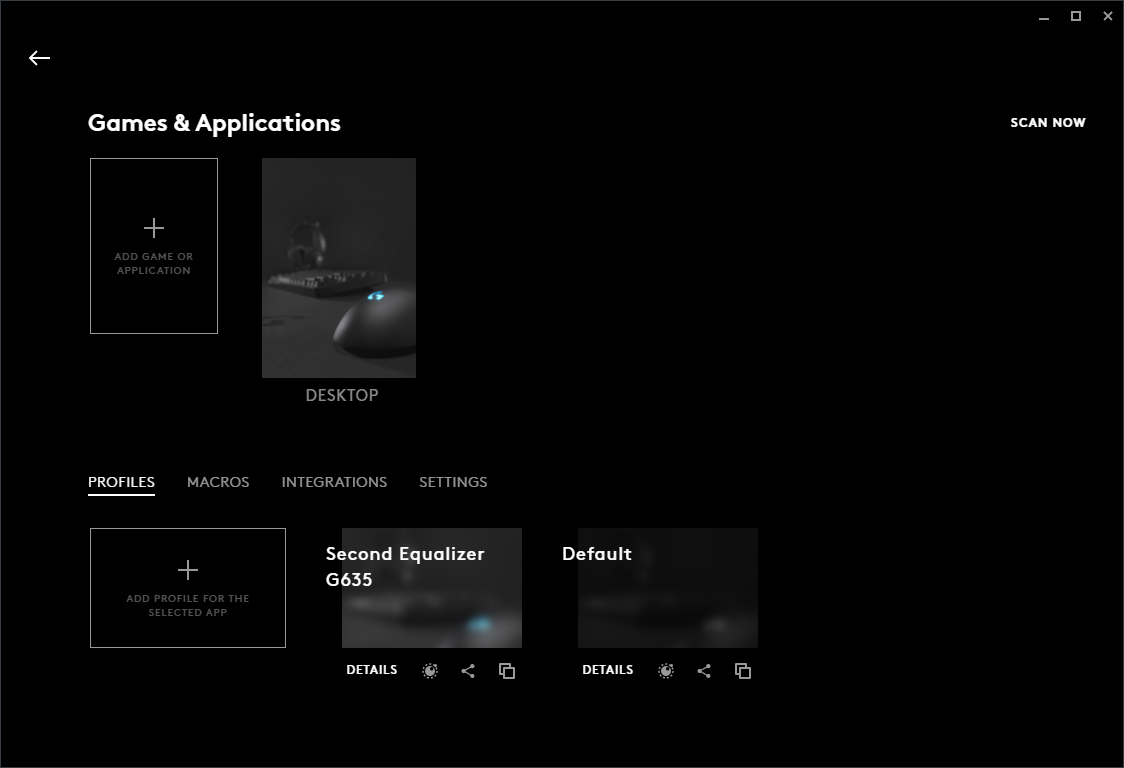 Games & Applications
SCAN NOW
ADD GAME OR
APPLICATION
DESKTOP
PROFILES
MACROS
INTEGRATIONS
SETTINGS
ADD PROFILE FOR THE
SELECTED APP
Second Equalizer
G635
DETAILS
Default
DETAILS